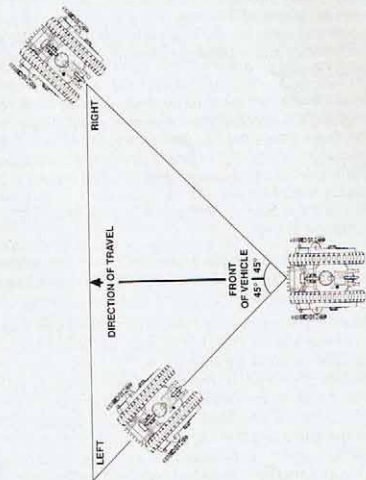 RIGHT
DIRECTION OF TRAVEL
FRONT
OF VEHICLE
45° 45°
LEFT